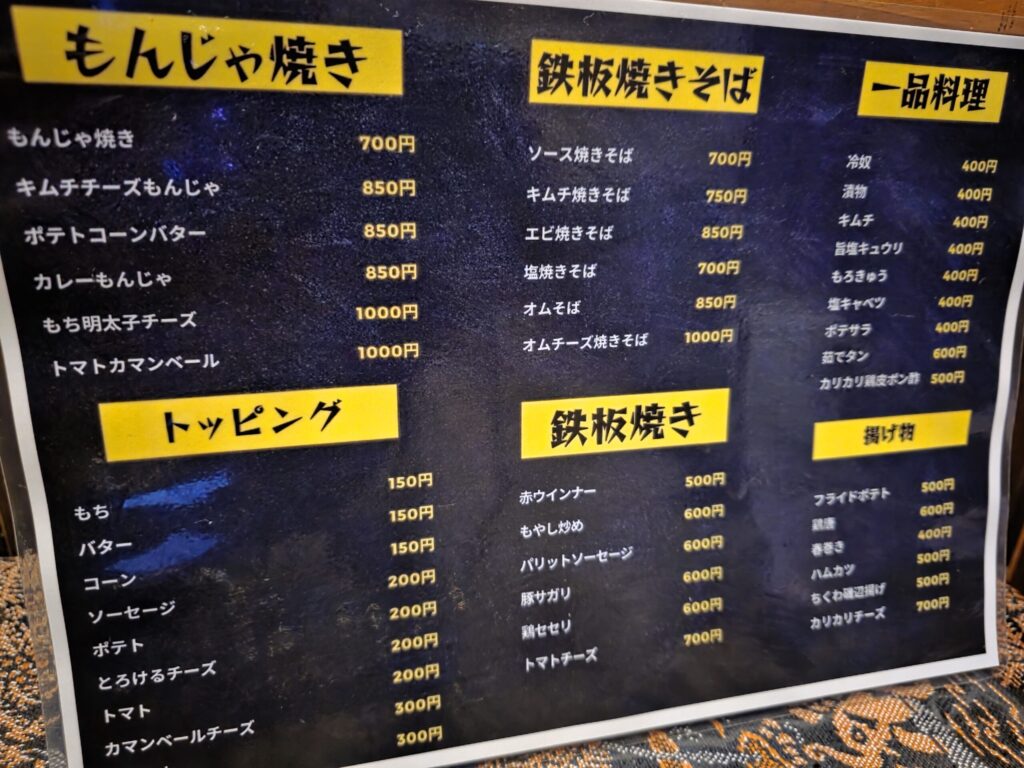 もんじゃ焼き
もんじゃ焼き 700円
キムチチーズもんじゃ 850円
ポテトコーンバター 850円
カレーもんじゃ 850円
もち明太子チーズ 1000円
トマトカマンベール 1000円
トッピング
もち 150円
バター 150円
コーン 150円
ソーセージ 200円
ポテト 200円
とろけるチーズ 200円
トマト 200円
カマンベールチーズ 300円
300円
鉄板焼きそば
ソース焼きそば 700円
キムチ焼きそば 750円
エビ焼きそば 850円
塩焼きそば 700円
オムそば 850円
オムチーズ焼きそば 1000円
鉄板焼き
赤ウインナー 500円
もやし炒め 600円
パリットソーセージ 600円
豚サガリ 600円
鶏セセリ 600円
トマトチーズ 700円
一品料理
冷奴 400円
漬物 400円
キムチ 400円
旨塩キュウリ 400円
もろきゅう 400円
塩キャベツ 400円
ポテサラ 400円
茹でタン 600円
カリカリ鶏皮ポン酢 500円
揚げ物
フライドポテト 500円
鶏唐 600円
春巻き 400円
ハムカツ 500円
ちくわ磯辺揚げ 500円
カリカリチーズ 700円